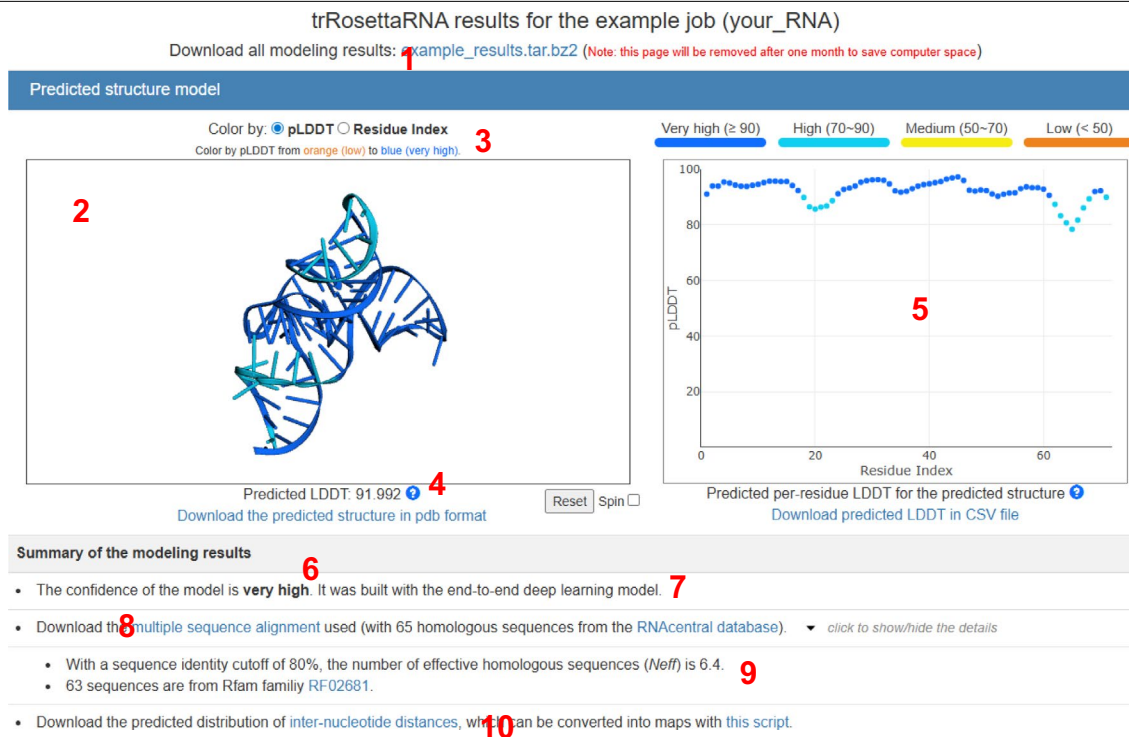 trRosettaRNA results for the example job (your_RNA)
Download all modeling results: example_results.tar.bz2 (Note: this page will be removed after one month to save computer space)
1
Predicted structure model
Color by: pLDDT Residue Index
3
Color by pLDDT from orange (low) to blue (very high).
Very high (≥ 90) High (70~90) Medium (50~70) Low (< 50)
2
100
80
60
40
20
pLDDT
5
0 20 40 60
Residue Index
4
Predicted LDDT: 91.992 ?
Download the predicted structure in pdb format
Reset Spin
Predicted per-residue LDDT for the predicted structure ?
Download predicted LDDT in CSV file
Summary of the modeling results
6
• The confidence of the model is very high. It was built with the end-to-end deep learning model. 7
8
• Download the multiple sequence alignment used (with 65 homologous sequences from the RNAcentral database). ▾ click to show/hide the details
• With a sequence identity cutoff of 80%, the number of effective homologous sequences (Neff) is 6.4.
9
• 63 sequences are from Rfam familiy RF02681.
• Download the predicted distribution of inter-nucleotide distances, which can be converted into maps with this script.
10